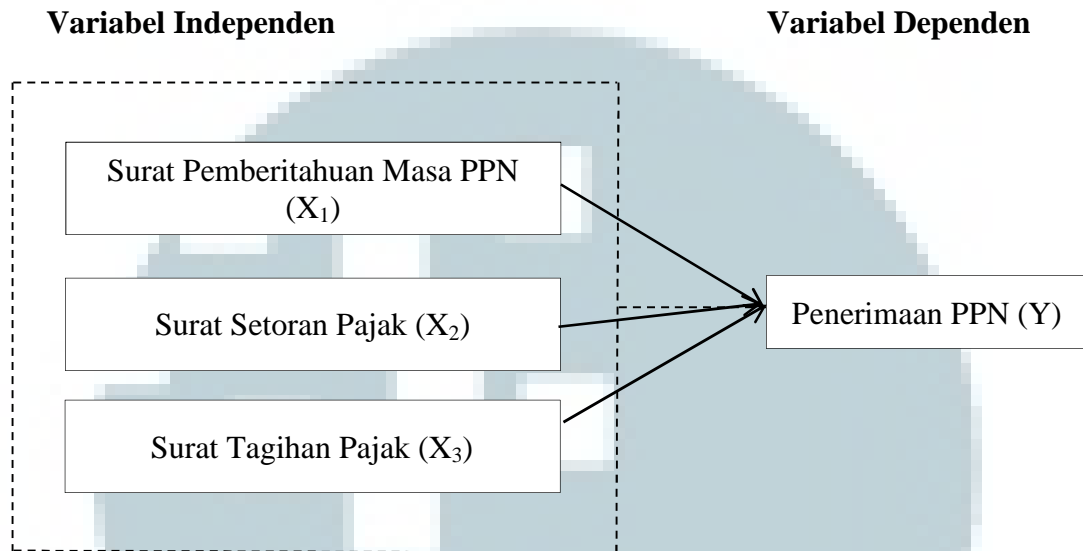 Variabel Independen
Variabel Dependen
Surat Pemberitahuan Masa PPN
(X₁)
Surat Setoran Pajak (X₂)
Penerimaan PPN (Y)
Surat Tagihan Pajak (X₃)